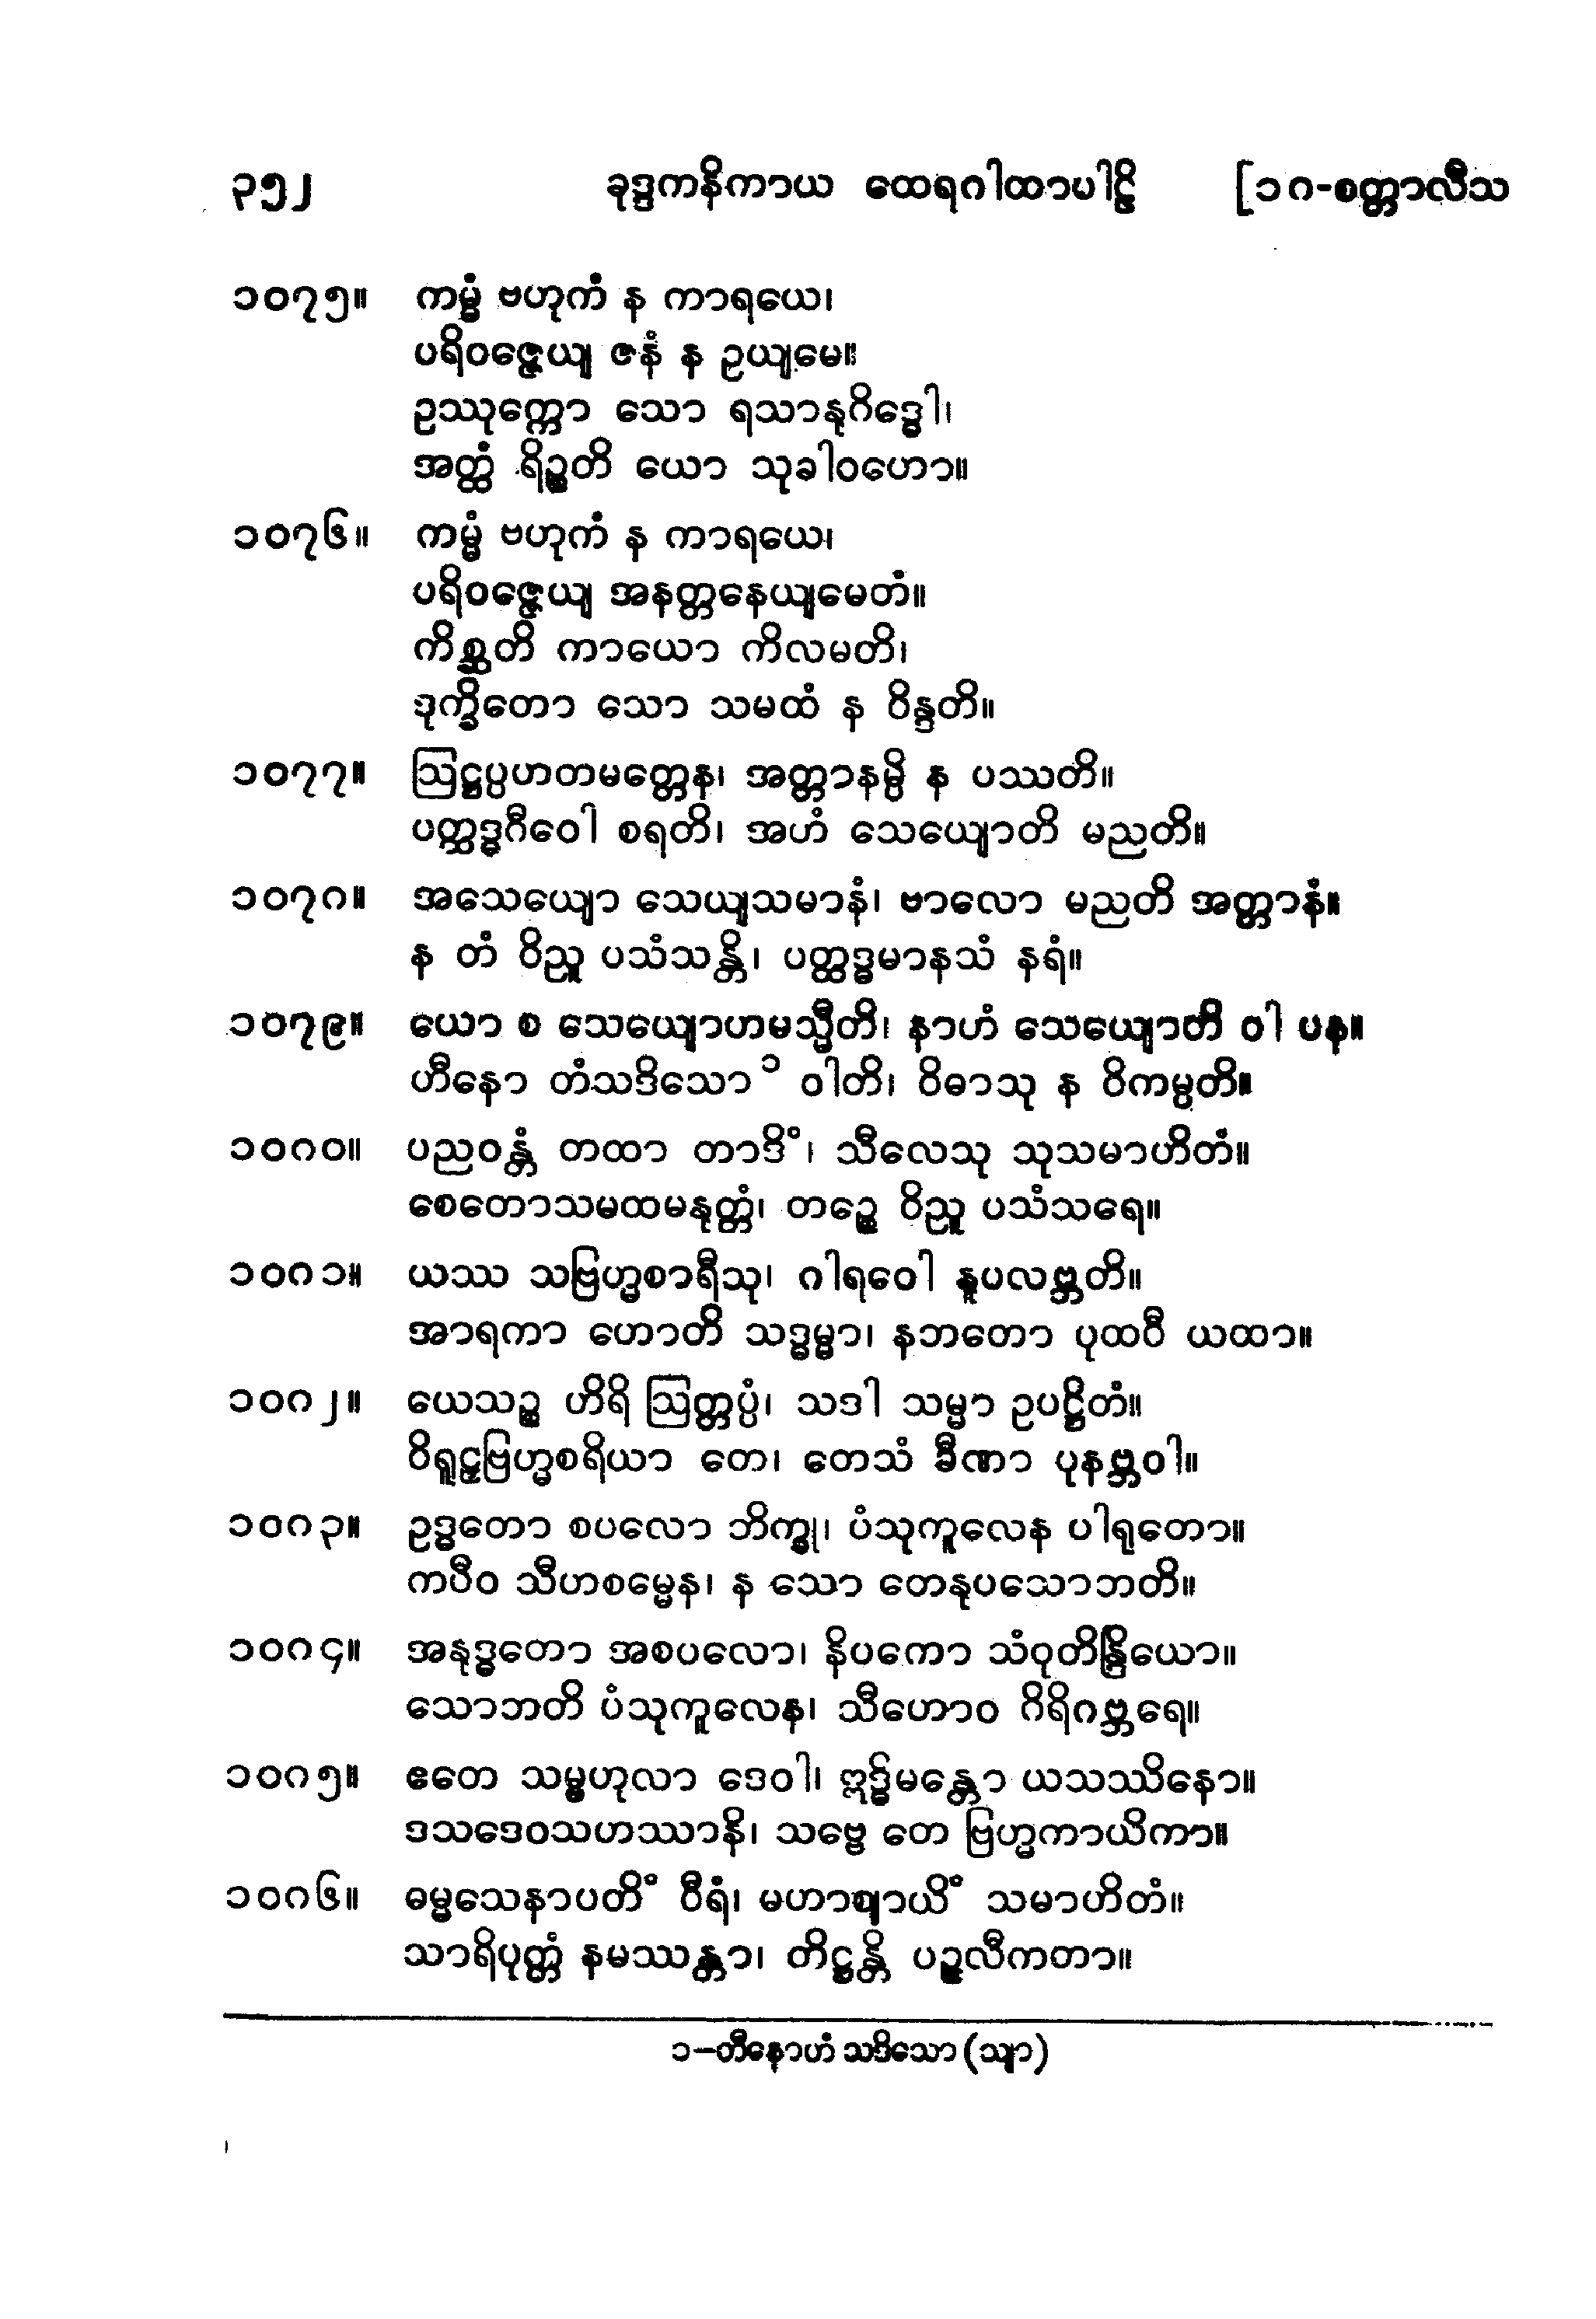 ၃၅၂ ခုဒ္ဒကနိကာယ ထေရဂါထာပါဠိ [၁၈-စတ္တာလီသ
၁၀၇၅။ ကမ္မံ ဗဟုကံ န ကာရယေ၊
ပရိဝဇ္ဇေယျ ဇနံ န ဥယျမေ။
ဥဿုက္ကော သော ရသာနုဂိဒ္ဓေါ၊
အတ္ထံ ရိဉ္စတိ ယော သုခါဝဟော။
၁၀၇၆။ ကမ္မံ ဗဟုကံ န ကာရယေ၊
ပရိဝဇ္ဇေယျ အနတ္တနေယျမေတံ။
ကိစ္ဆတိ ကာယော ကိလမတိ၊
ဒုက္ခိတော သော သမထံ န ဝိန္ဒတိ။
၁၀၇၇။ ဩဋ္ဌပ္ပဟတမတ္တေန၊ အတ္တာနမ္ပိ န ပဿတိ။
ပတ္ထဒ္ဓဂီဝေါ စရတိ၊ အဟံ သေယျောတိ မညတိ။
၁၀၇၈။ အသေယျော သေယျသမာနံ၊ ဗာလော မညတိ အတ္တာနံ။
န တံ ဝိညူ ပသံသန္တိ၊ ပတ္ထဒ္ဓမာနသံ နရံ။
၁၀၇၉။ ယော စ သေယျောဟမသ္မီတိ၊ နာဟံ သေယျောတိ ဝါ ပန။
ဟီနော တံသဒိသော ၁ ဝါတိ၊ ဝိဓာသု န ဝိကမ္ပတိ။
၁၀၈၀။ ပညဝန္တံ တထာ တာဒိံ၊ သီလေသု သုသမာဟိတံ။
စေတောသမထမနုတ္တံ၊ တဉ္စေ ဝိညူ ပသံသရေ။
၁၀၈၁။ ယဿ သဗြဟ္မစာရီသု၊ ဂါရဝေါ နူပလဗ္ဘတိ။
အာရကာ ဟောတိ သဒ္ဓမ္မာ၊ နဘတော ပုထဝီ ယထာ။
၁၀၈၂။ ယေသဉ္စ ဟိရိ ဩတ္တပ္ပံ၊ သဒါ သမ္မာ ဥပဋ္ဌိတံ။
ဝိရူဠှဗြဟ္မစရိယာ တေ၊ တေသံ ခီဏာ ပုနဗ္ဘဝါ။
၁၀၈၃။ ဥဒ္ဓတော စပလော ဘိက္ခု၊ ပံသုကူလေန ပါရုတော။
ကပီဝ သီဟစမ္မေန၊ န သော တေနုပသောဘတိ။
၁၀၈၄။ အနုဒ္ဓတော အစပလော၊ နိပကော သံဝုတိန္ဒြိယော။
သောဘတိ ပံသုကူလေန၊ သီဟောဝ ဂိရိဂဗ္ဘရေ။
၁၀၈၅။ ဧတေ သမ္ဗဟုလာ ဒေဝါ၊ ဣဒ္ဓိမန္တော ယသဿိနော။
ဒသဒေဝသဟဿာနိ၊ သဗ္ဗေ တေ ဗြဟ္မကာယိကာ။
၁၀၈၆။ ဓမ္မသေနာပတိံ ဝီရံ၊ မဟာဈာယိံ သမာဟိတံ။
သာရိပုတ္တံ နမဿန္တာ၊ တိဋ္ဌန္တိ ပဉ္ဇလီကတာ။
၁–တီနောဟံ သဒိသော (သျာ)